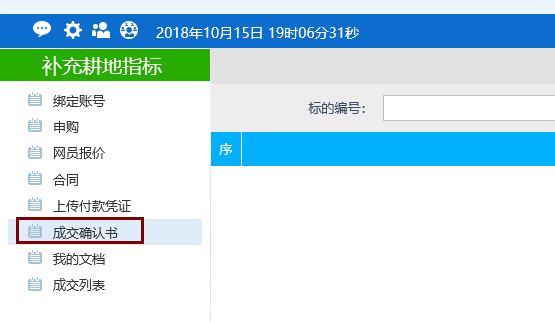 2018年10月15日 19时06分31秒
补充耕地指标
绑定账号
申购
网员报价
合同
上传付款凭证
成交确认书
我的文档
成交列表
标的编号：
序